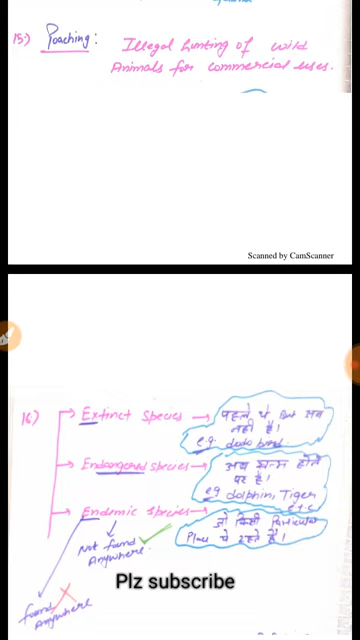 15:) Poaching: Illegal hunting of wild
Animals for commercial uses.
Scanned by CamScanner
16) Extinct Species → पहले थे But अब
नही है।
e.g. dodo bird
Endangered species → अब खत्म होने
पर है।
e.g dolphin, Tiger
e.t.c
Endemic species → जो किसी Particular
Place पे रहते हैं।
Not found
Anywhere
Plz subscribe
found
Anywhere